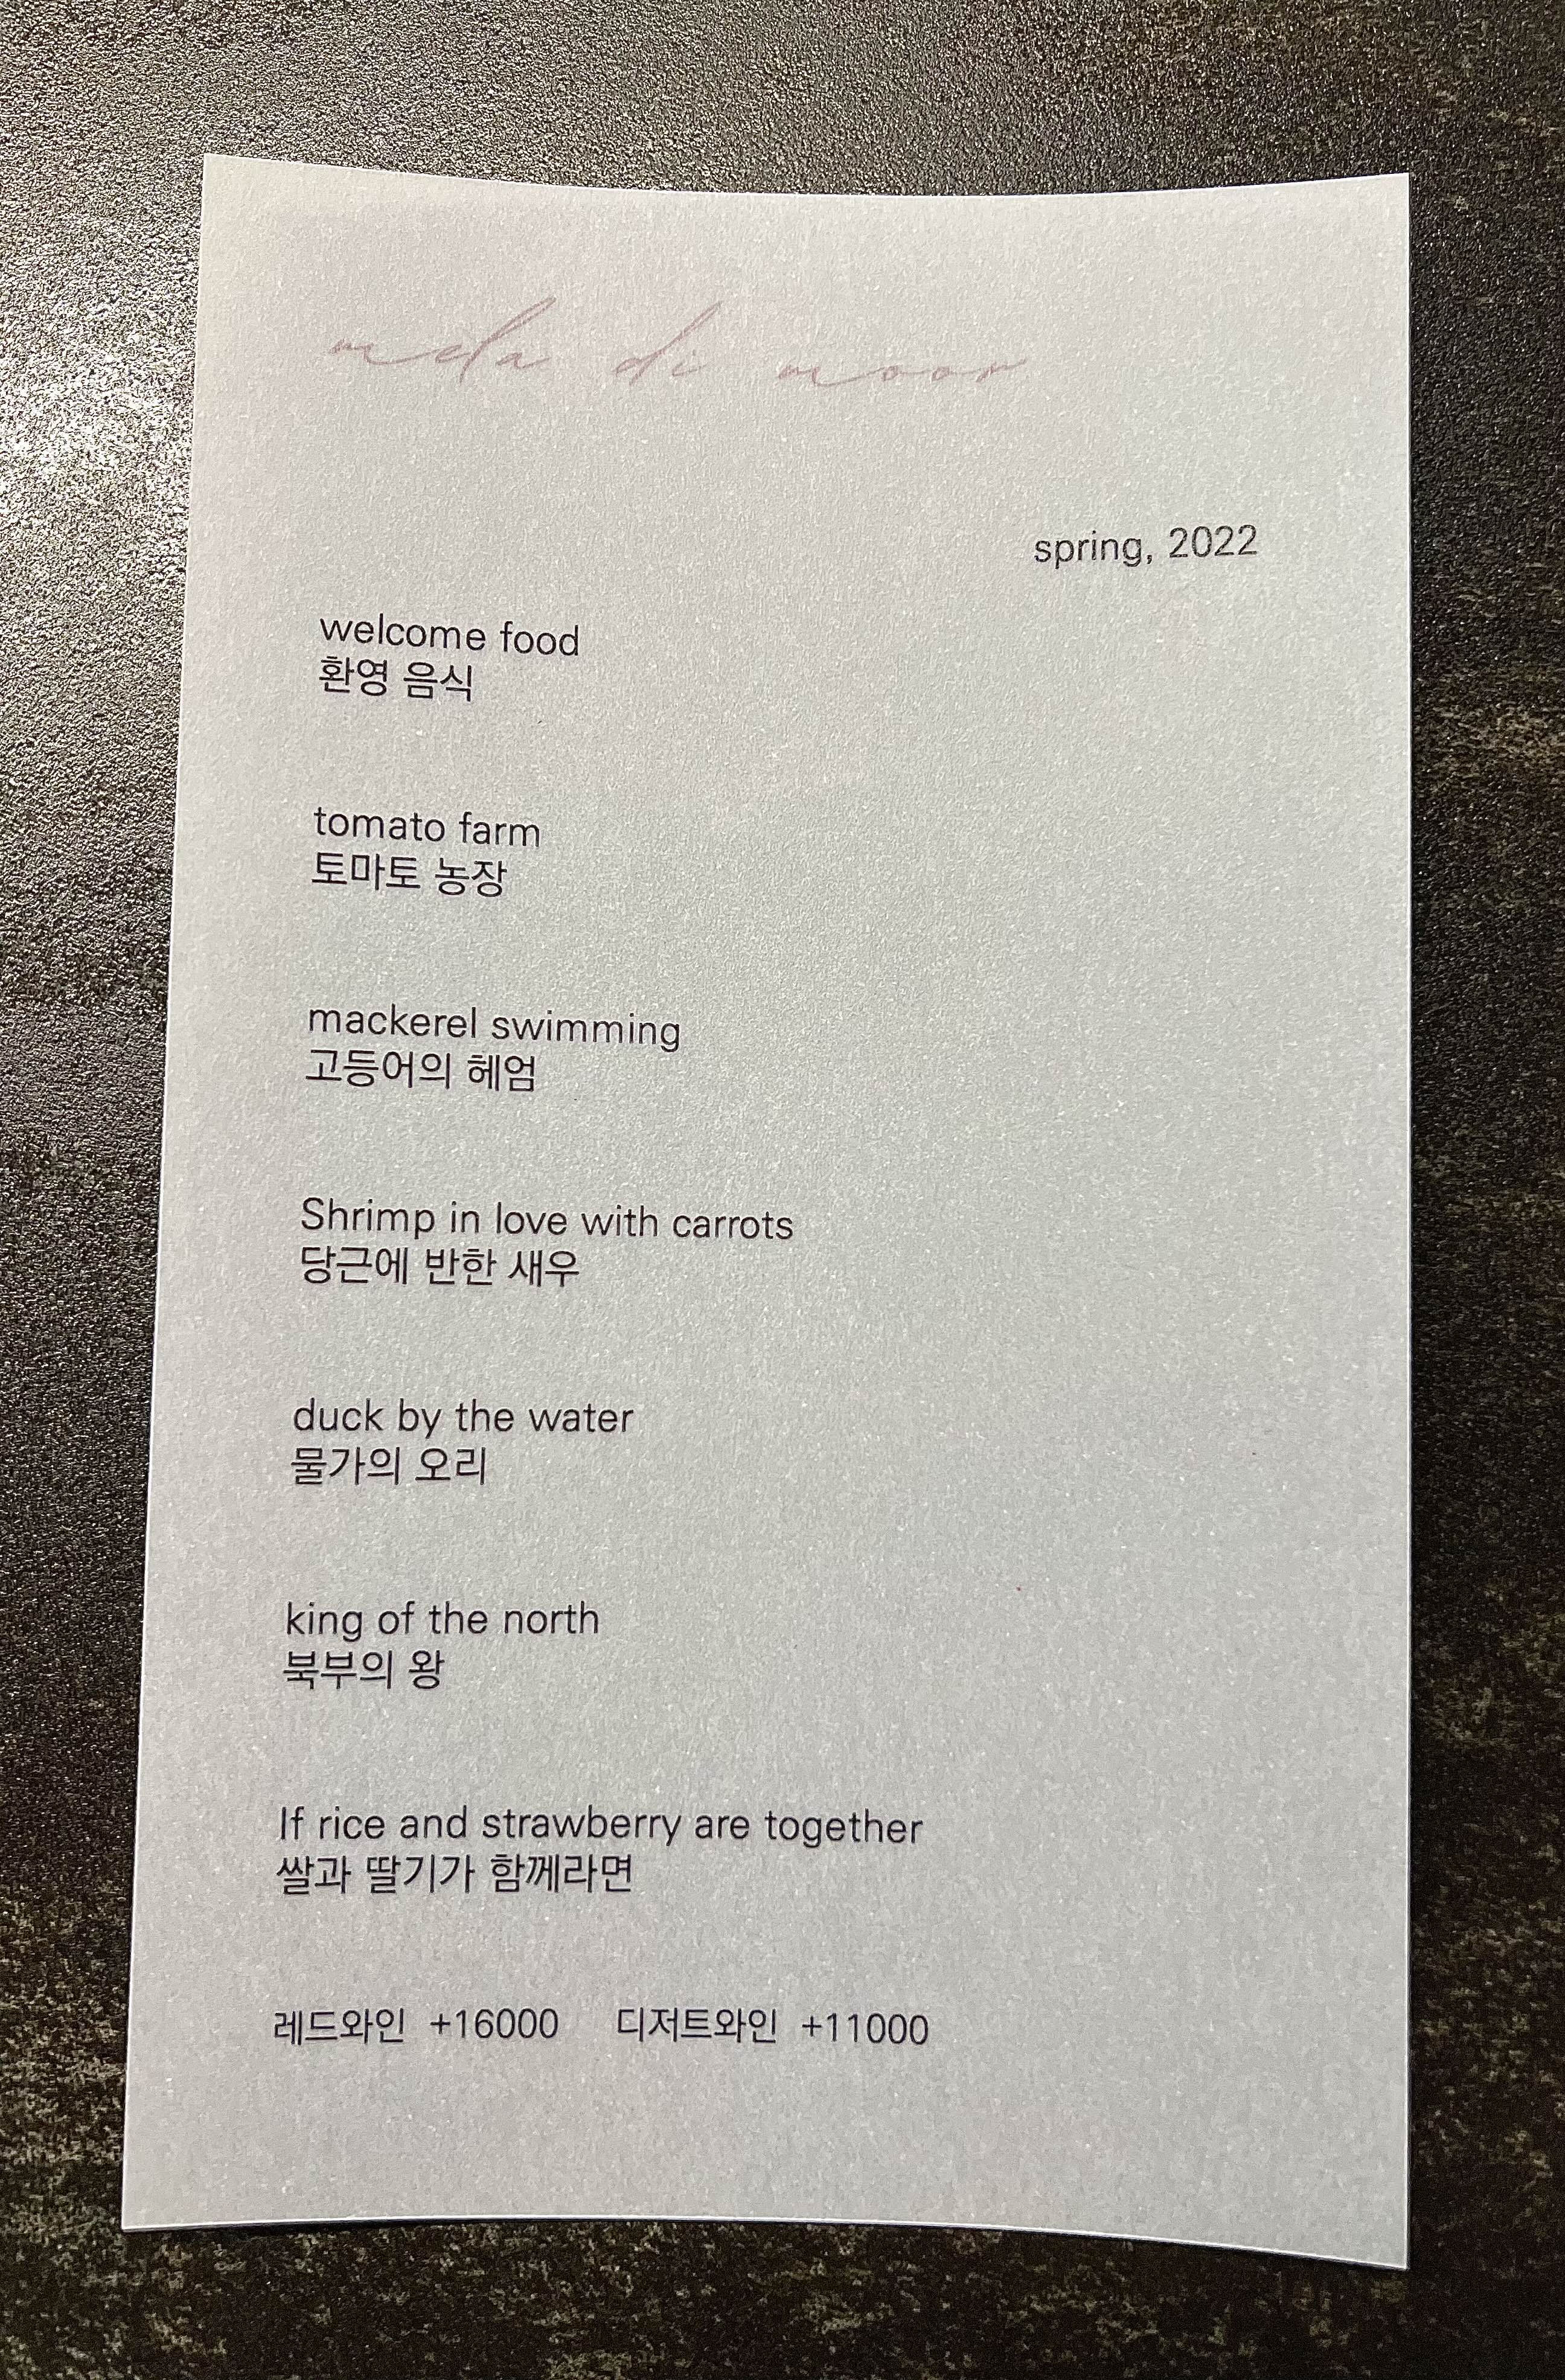 di moor
spring, 2022
welcome food
환영 음식
tomato farm
토마토 농장
mackerel swimming
고등어의 헤엄
Shrimp in love with carrots
당근에 반한 새우
duck by the water
물가의 오리
king of the north
북부의 왕
If rice and strawberry are together
쌀과 딸기가 함께라면
레드와인 +16000 디저트와인 +11000